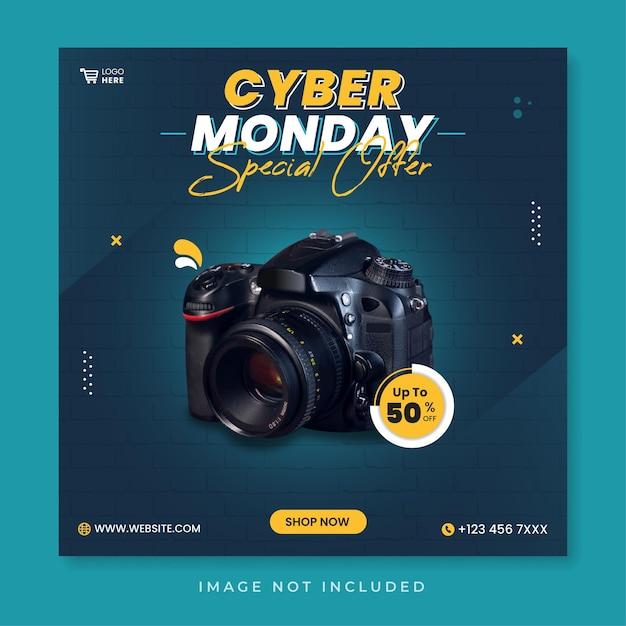 LOGO
HERE
CYBER
MONDAY
Special Offer
Up To
50% OFF
WWW.WEBSITE.COM
SHOP NOW
+123 456 7XXX
IMAGE NOT INCLUDED